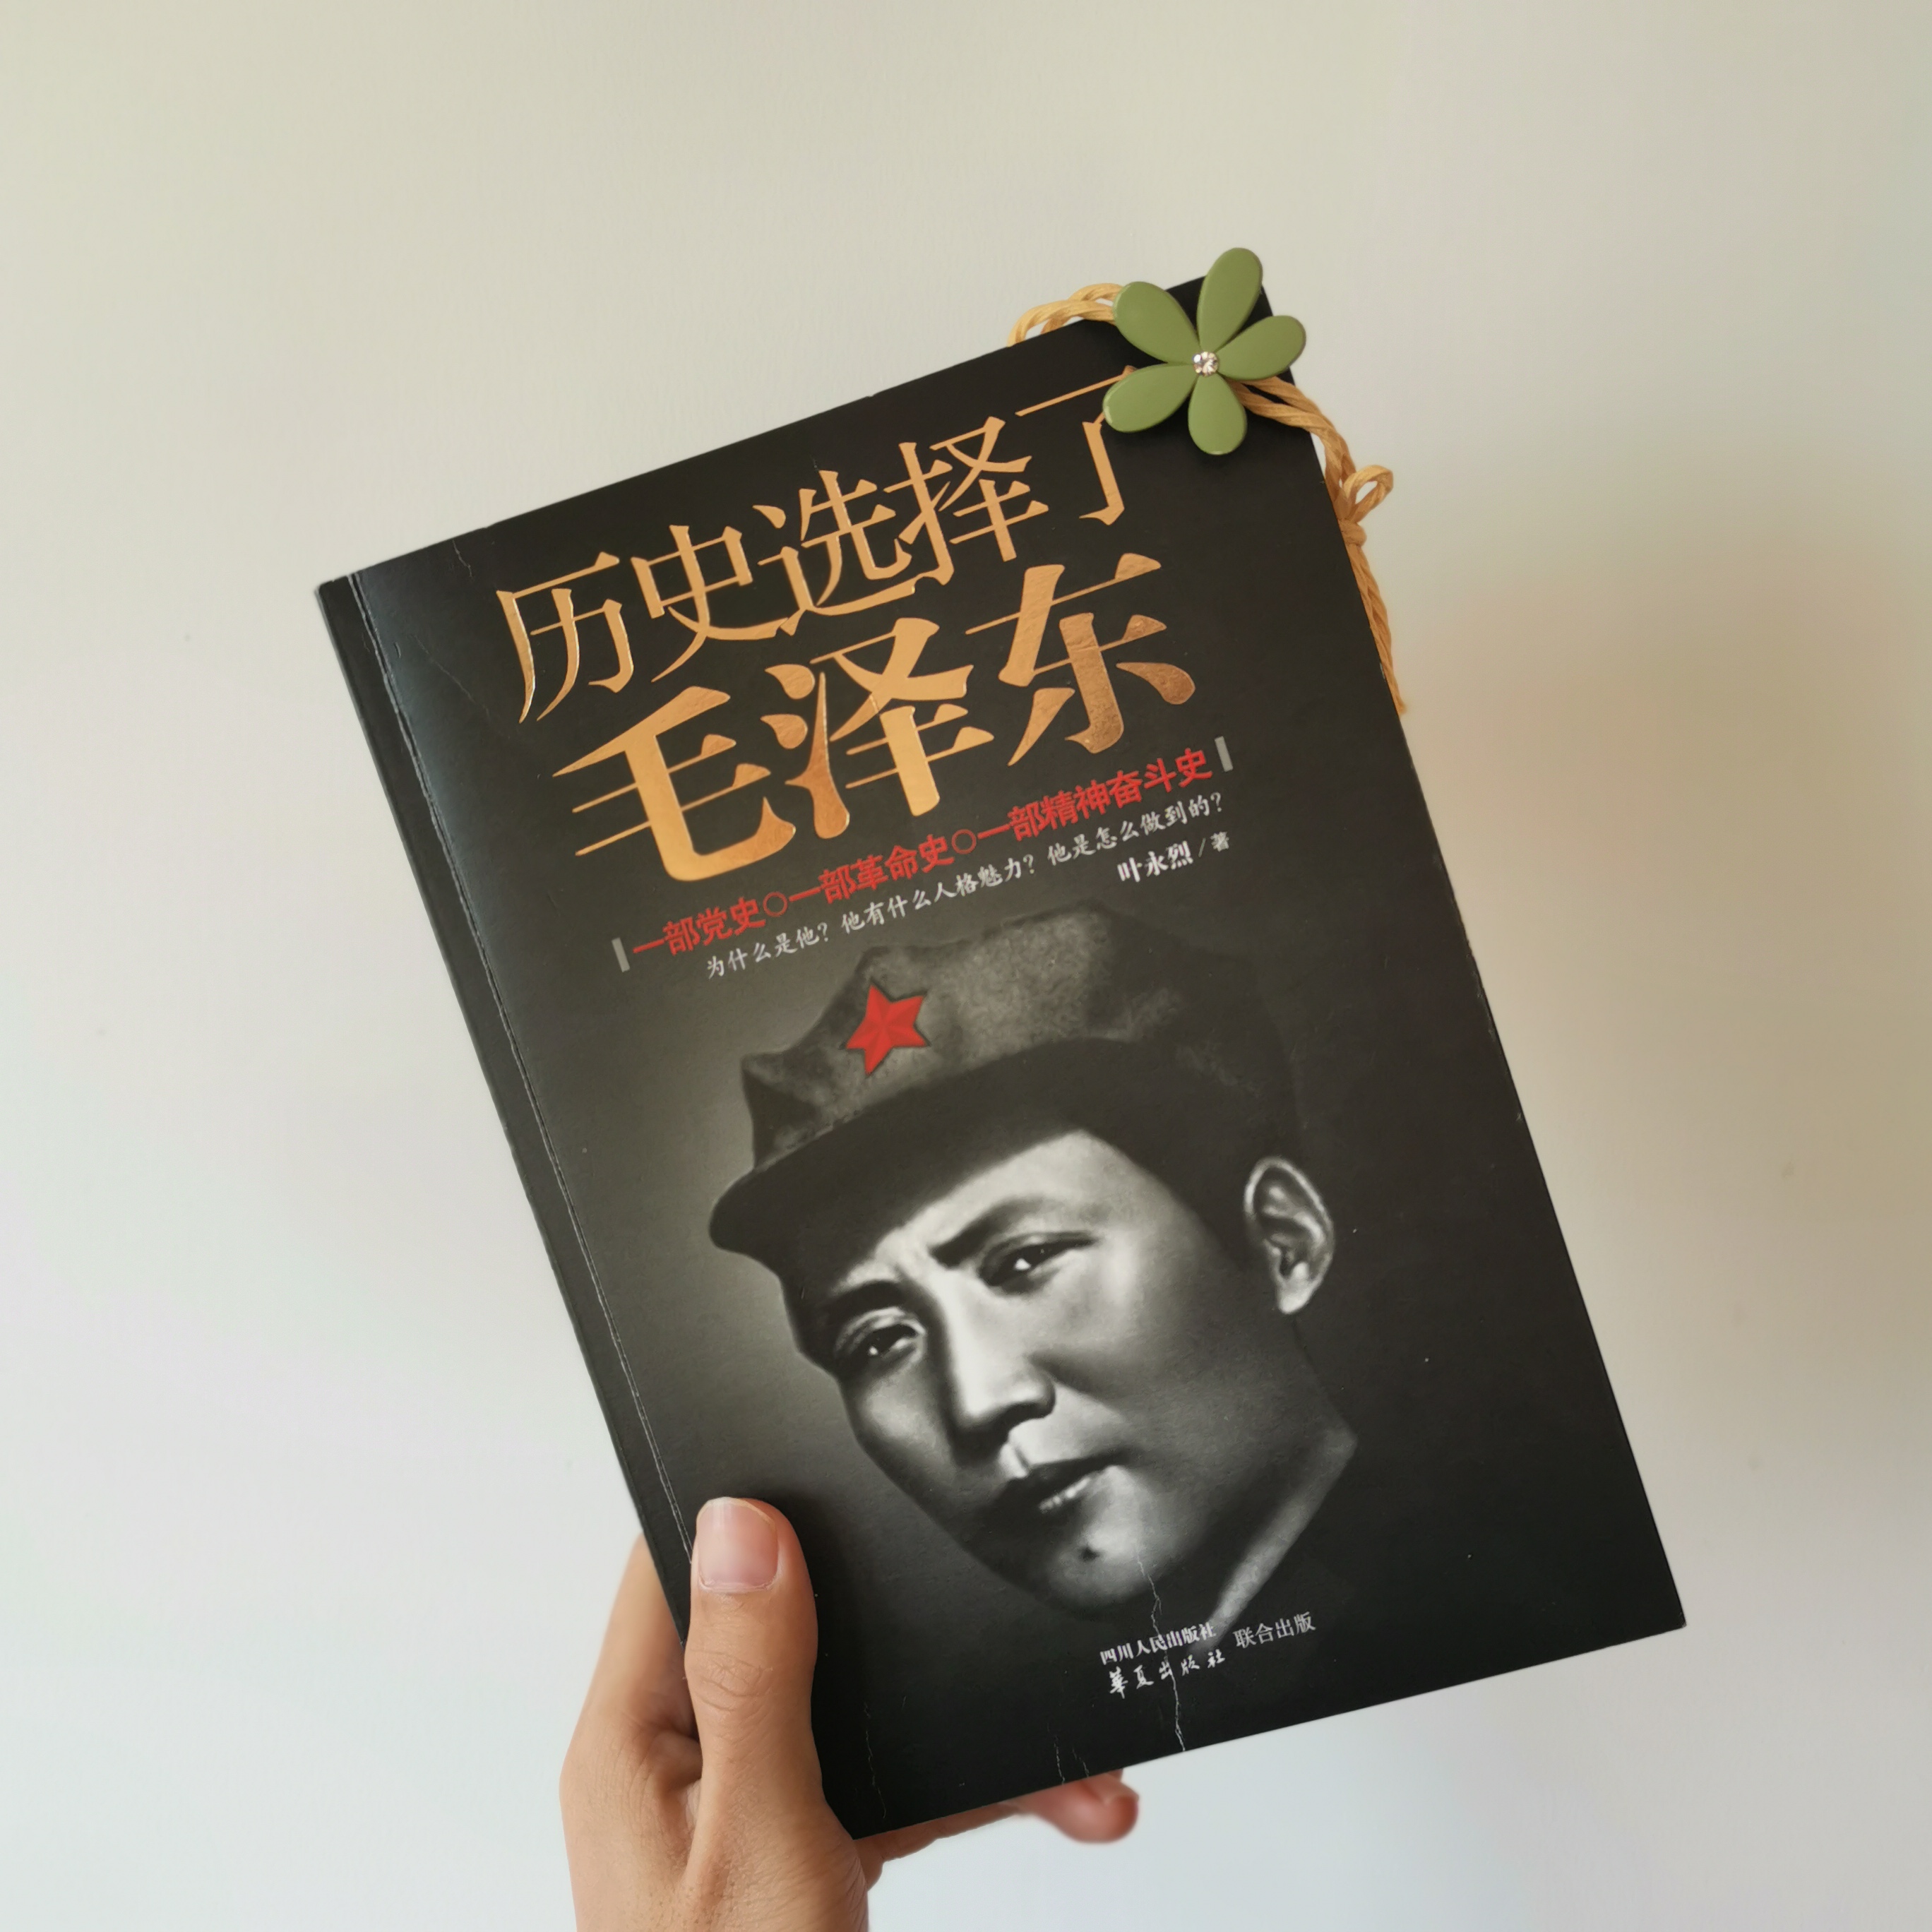 历史选择了
毛泽东
一部党史○一部革命史○一部精神奋斗史
为什么是他？他有什么人格魅力？他是怎么做到的？
叶永烈/著
四川人民出版社 联合出版
華夏出版社